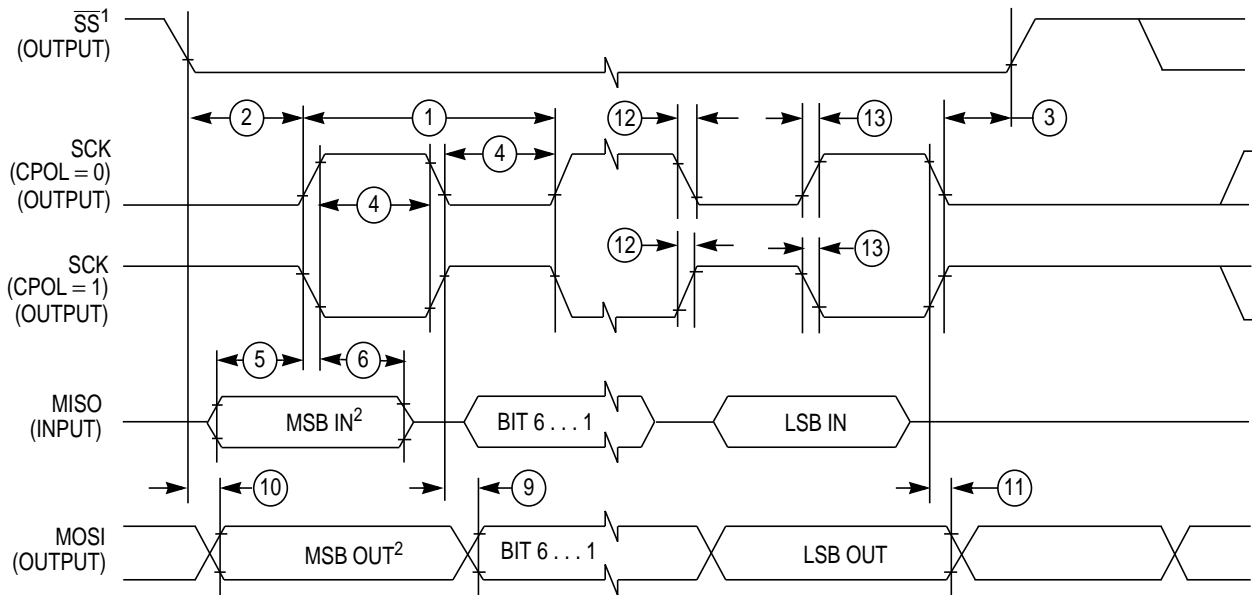 SS¹
(OUTPUT)
2
1
12
13
3
SCK
(CPOL = 0)
(OUTPUT)
4
4
12
13
SCK
(CPOL = 1)
(OUTPUT)
5
6
MISO
(INPUT)
MSB IN²
BIT 6 . . . 1
LSB IN
10
9
11
MOSI
(OUTPUT)
MSB OUT²
BIT 6 . . . 1
LSB OUT